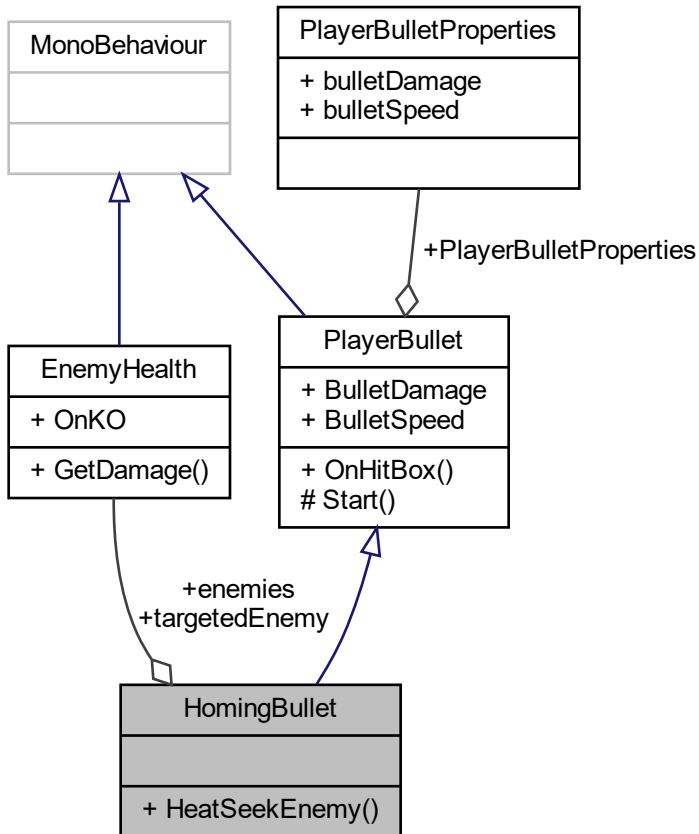 MonoBehaviour
PlayerBulletProperties
+ bulletDamage
+ bulletSpeed
+PlayerBulletProperties
EnemyHealth
+ OnKO
+ GetDamage()
PlayerBullet
+ BulletDamage
+ BulletSpeed
+ OnHitBox()
# Start()
+enemies
+targetedEnemy
HomingBullet
+ HeatSeekEnemy()